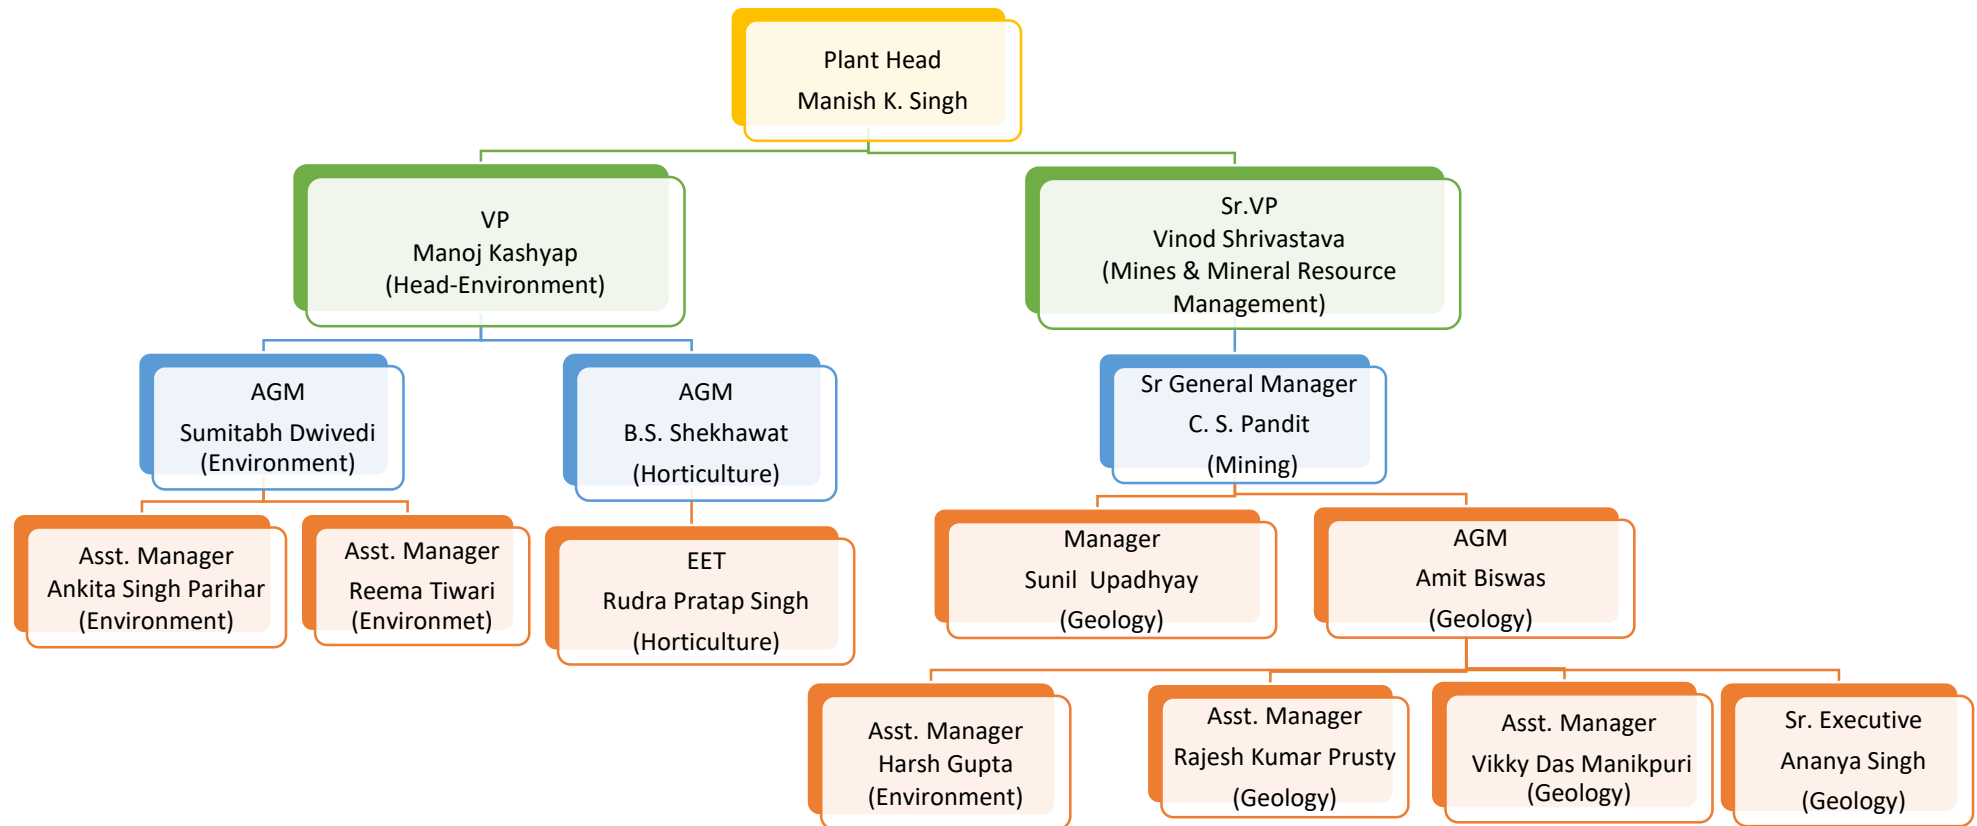 Plant Head
Manish K. Singh
VP
Manoj Kashyap
(Head-Environment)
Sr.VP
Vinod Shrivastava
(Mines & Mineral Resource
Management)
AGM
Sumitabh Dwivedi
(Environment)
AGM
B.S. Shekhawat
(Horticulture)
Sr General Manager
C. S. Pandit
(Mining)
Asst. Manager
Ankita Singh Parihar
(Environment)
Asst. Manager
Reema Tiwari
(Environmet)
EET
Rudra Pratap Singh
(Horticulture)
Manager
Sunil  Upadhyay
(Geology)
AGM
Amit Biswas
(Geology)
Asst. Manager
Harsh Gupta
(Environment)
Asst. Manager
Rajesh Kumar Prusty
(Geology)
Asst. Manager
Vikky Das Manikpuri
(Geology)
Sr. Executive
Ananya Singh
(Geology)